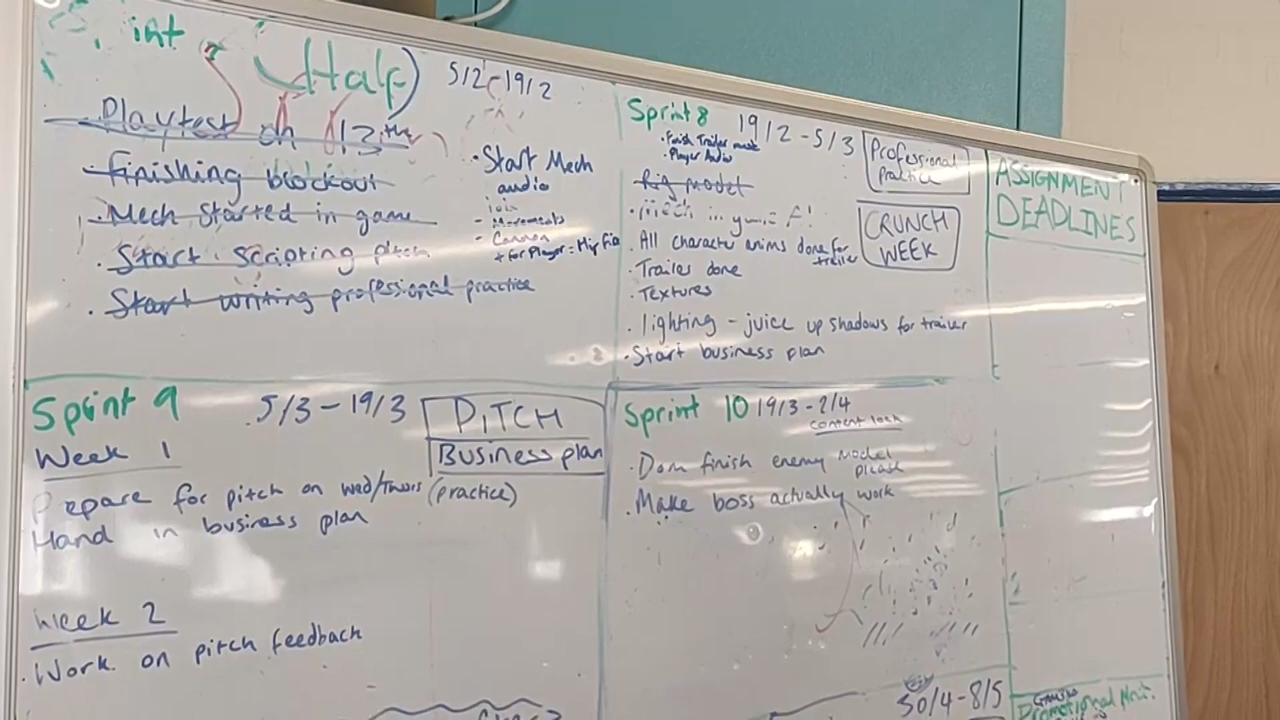 (Half) 5/2-19/2
Playtest on 13th
· Finishing blockout
· Mech Started in game
· Start scripting pitch
· Start writing professional practice
· Start Mech
audio
- Movements
- Cannon
+ for player = Hip Fire
Sprint 8 19/2 - 5/3
· Finish Trailer music
· Player Audio
Professional
Practice
CRUNCH
WEEK
Rig model
· Mech in game
· All character anims done for
trailer
· Trailer done
· Textures
· lighting - juice up shadows for trailer
· Start business plan
ASSIGNMENT
DEADLINES
Sprint 9 5/3 - 19/3
PITCH
Business plan
Week 1
Prepare for pitch on wed/Thurs (practice)
Hand in business plan
Week 2
· Work on pitch feedback
Sprint 10 19/3 - 2/4
content lock
· Dom finish enemy model
please
· Make boss actually work
30/4 - 8/5
Promotional